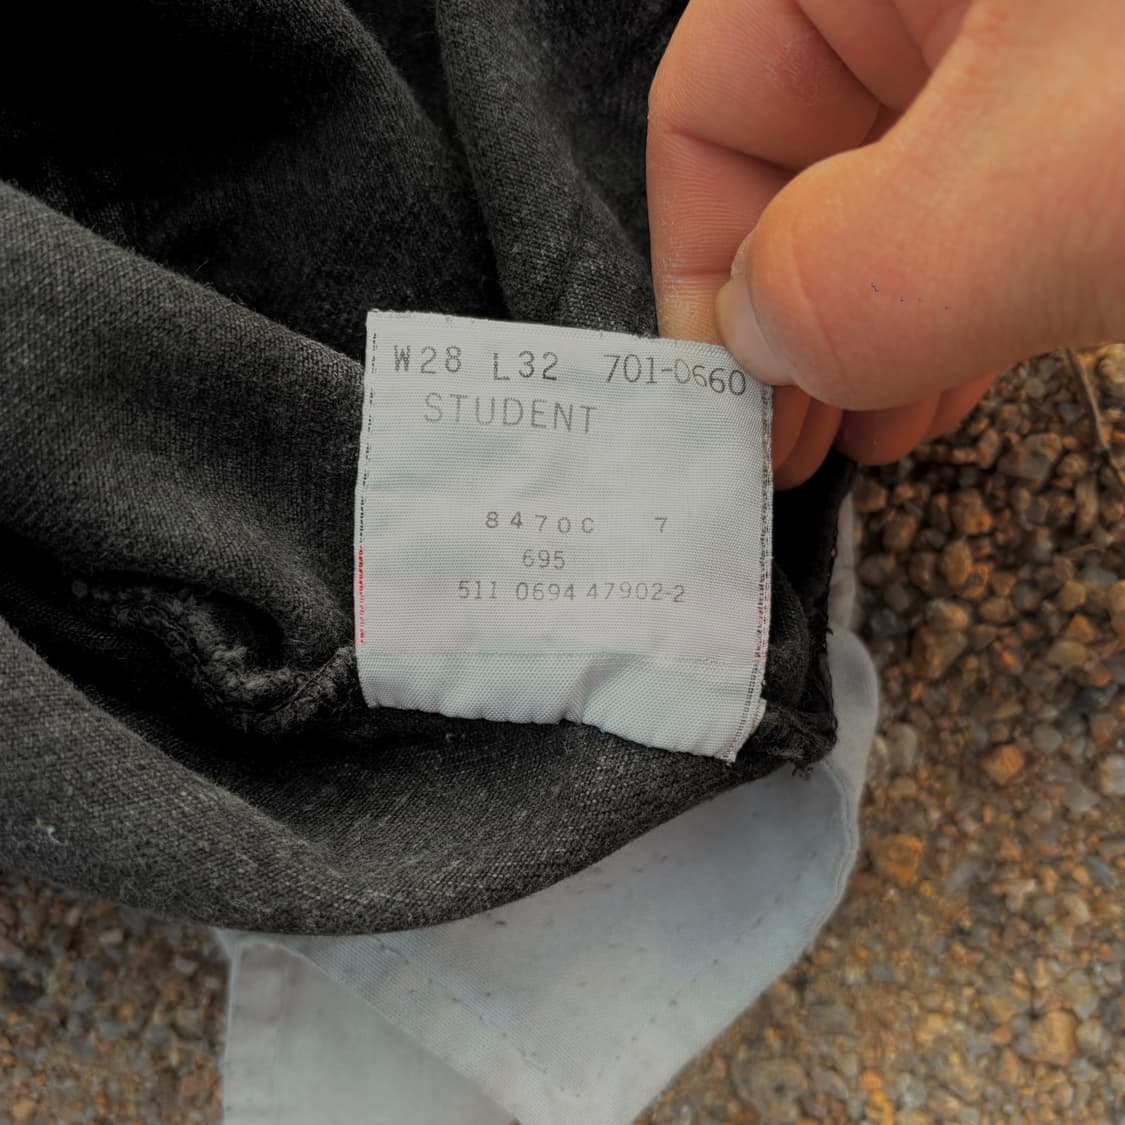 W28 L32 701-0660
STUDENT
8470C 7
695
511 0694 47902-2